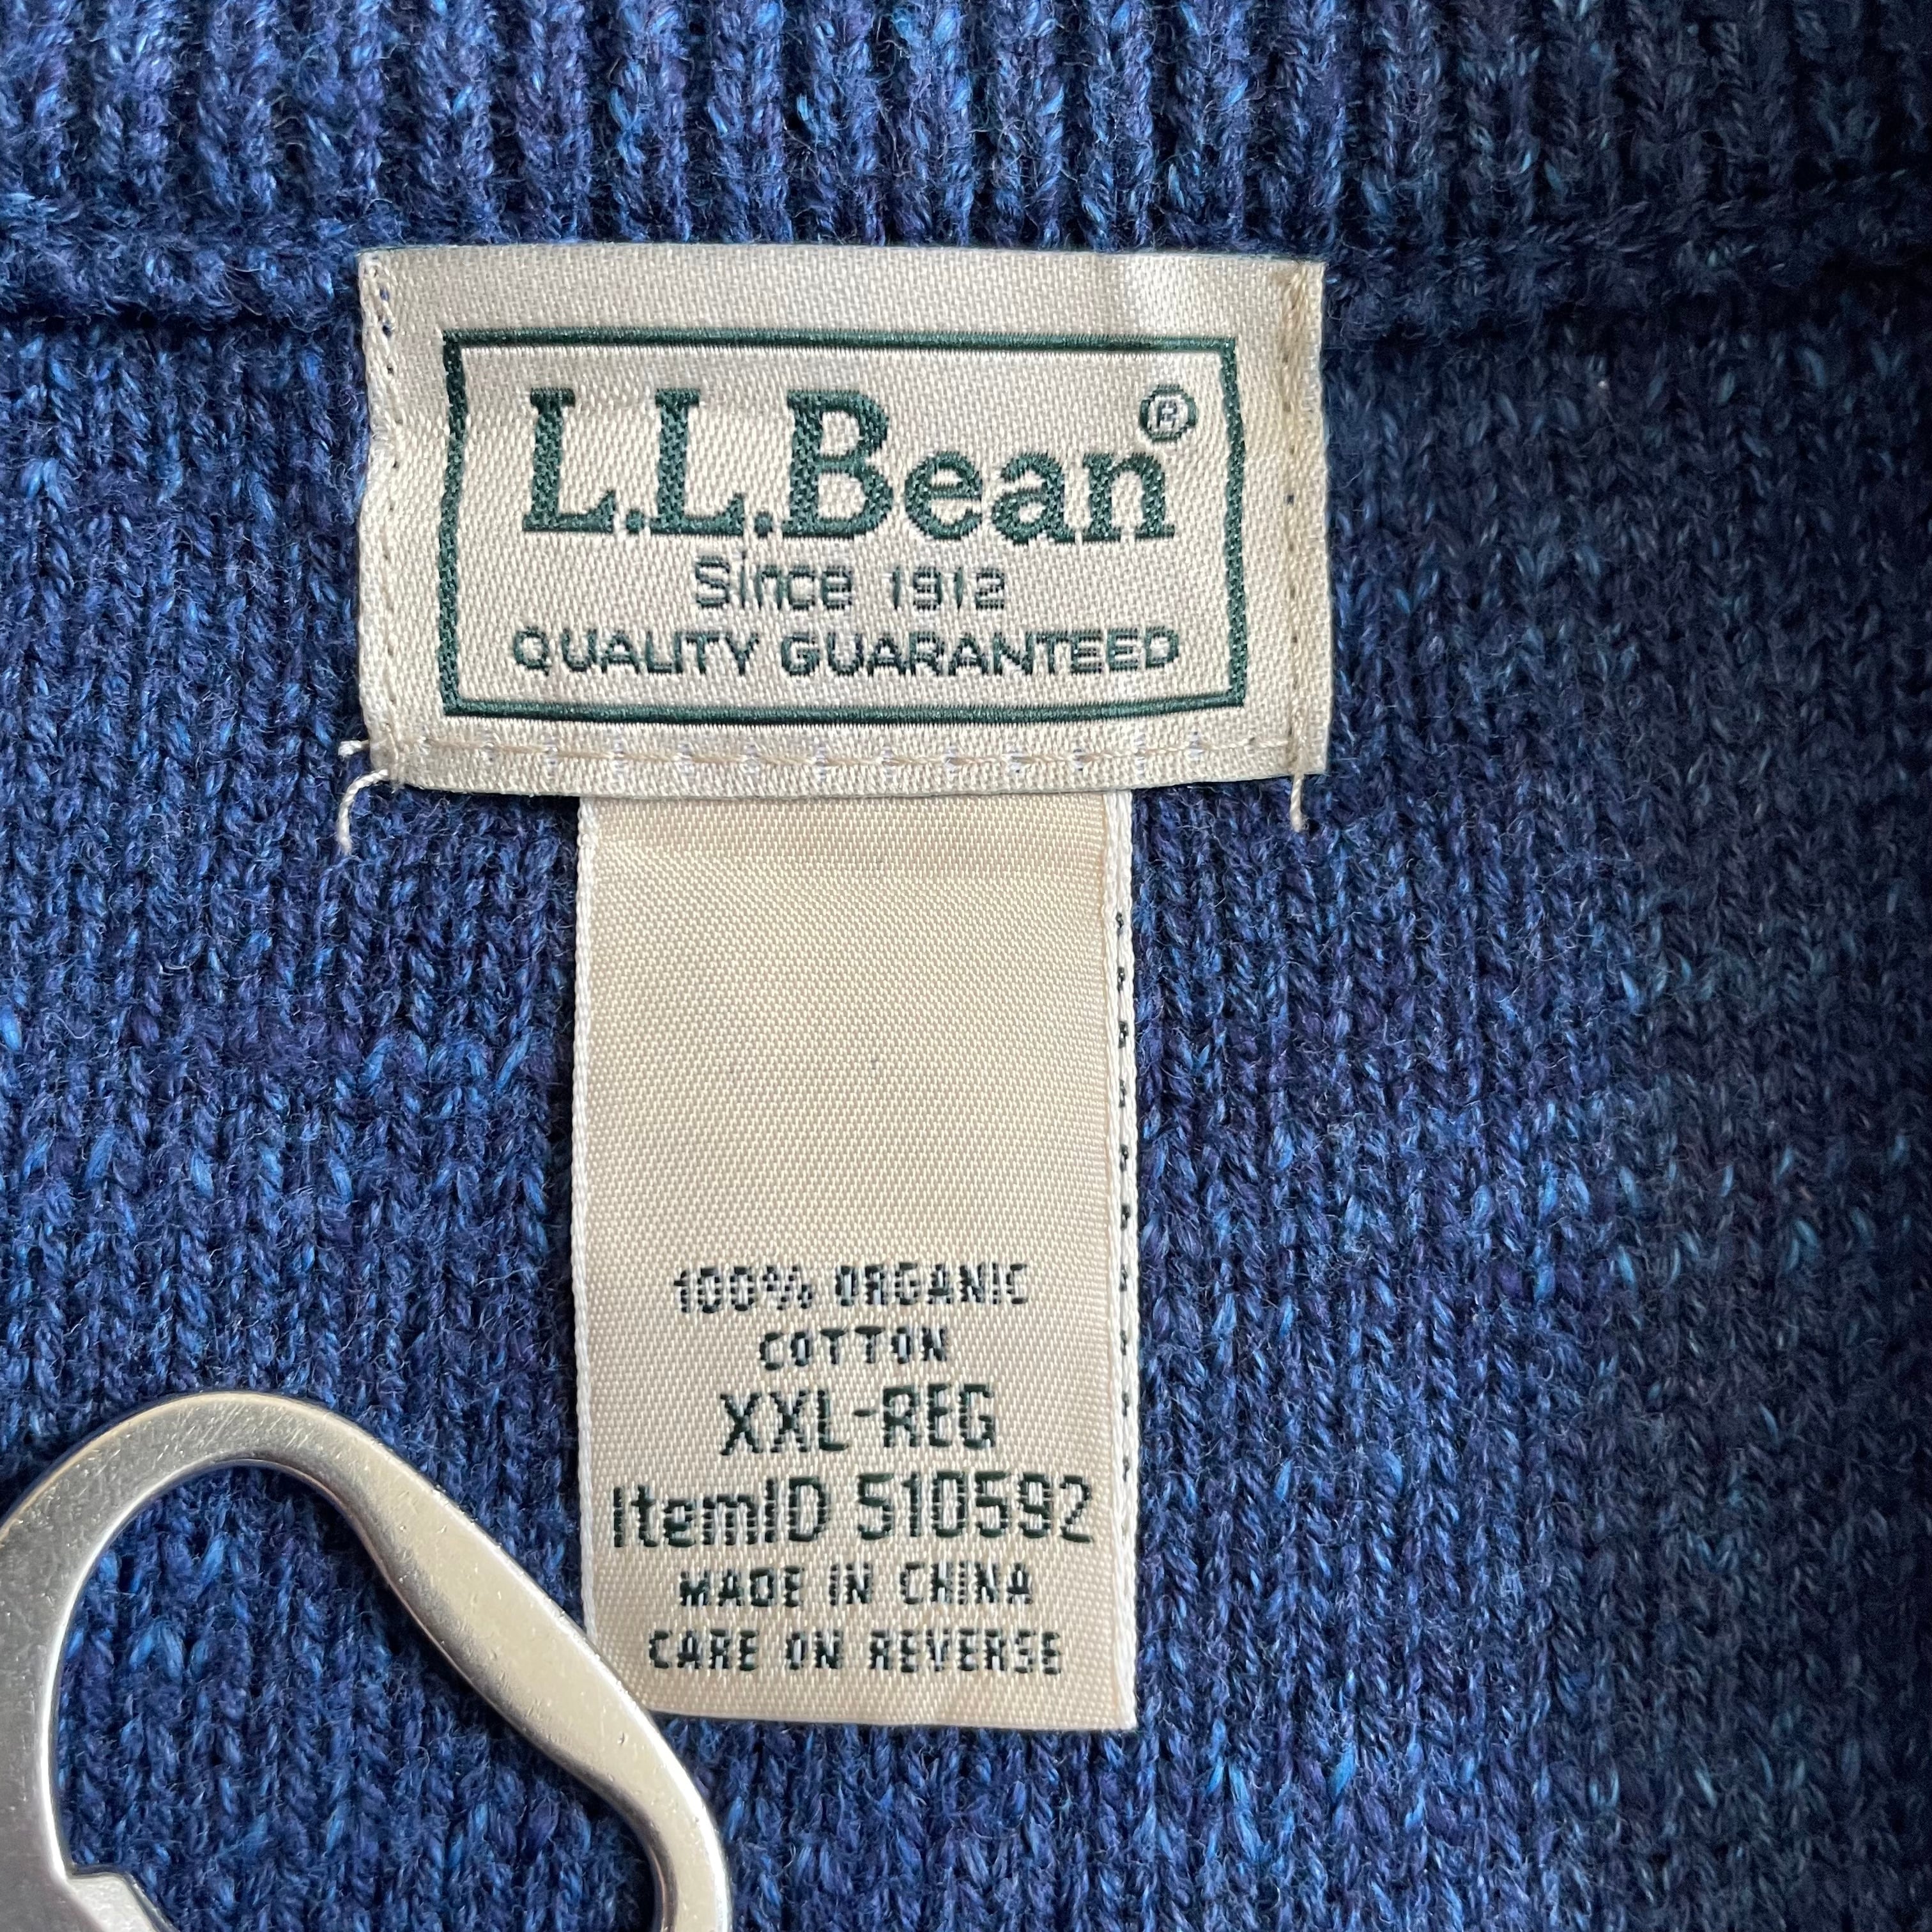 L.L.Bean®
Since 1912
QUALITY GUARANTEED
100% ORGANIC
COTTON
XXL-REG
ItemID 510592
MADE IN CHINA
CARE ON REVERSE